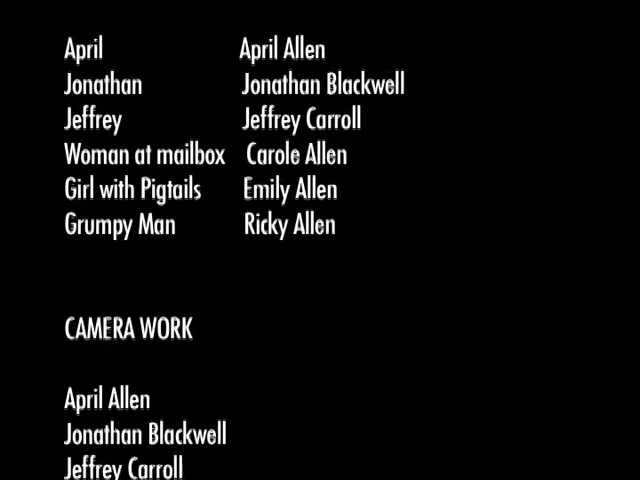 April April Allen
Jonathan Jonathan Blackwell
Jeffrey Jeffrey Carroll
Woman at mailbox Carole Allen
Girl with Pigtails Emily Allen
Grumpy Man Ricky Allen
CAMERA WORK
April Allen
Jonathan Blackwell
Jeffrey Carroll